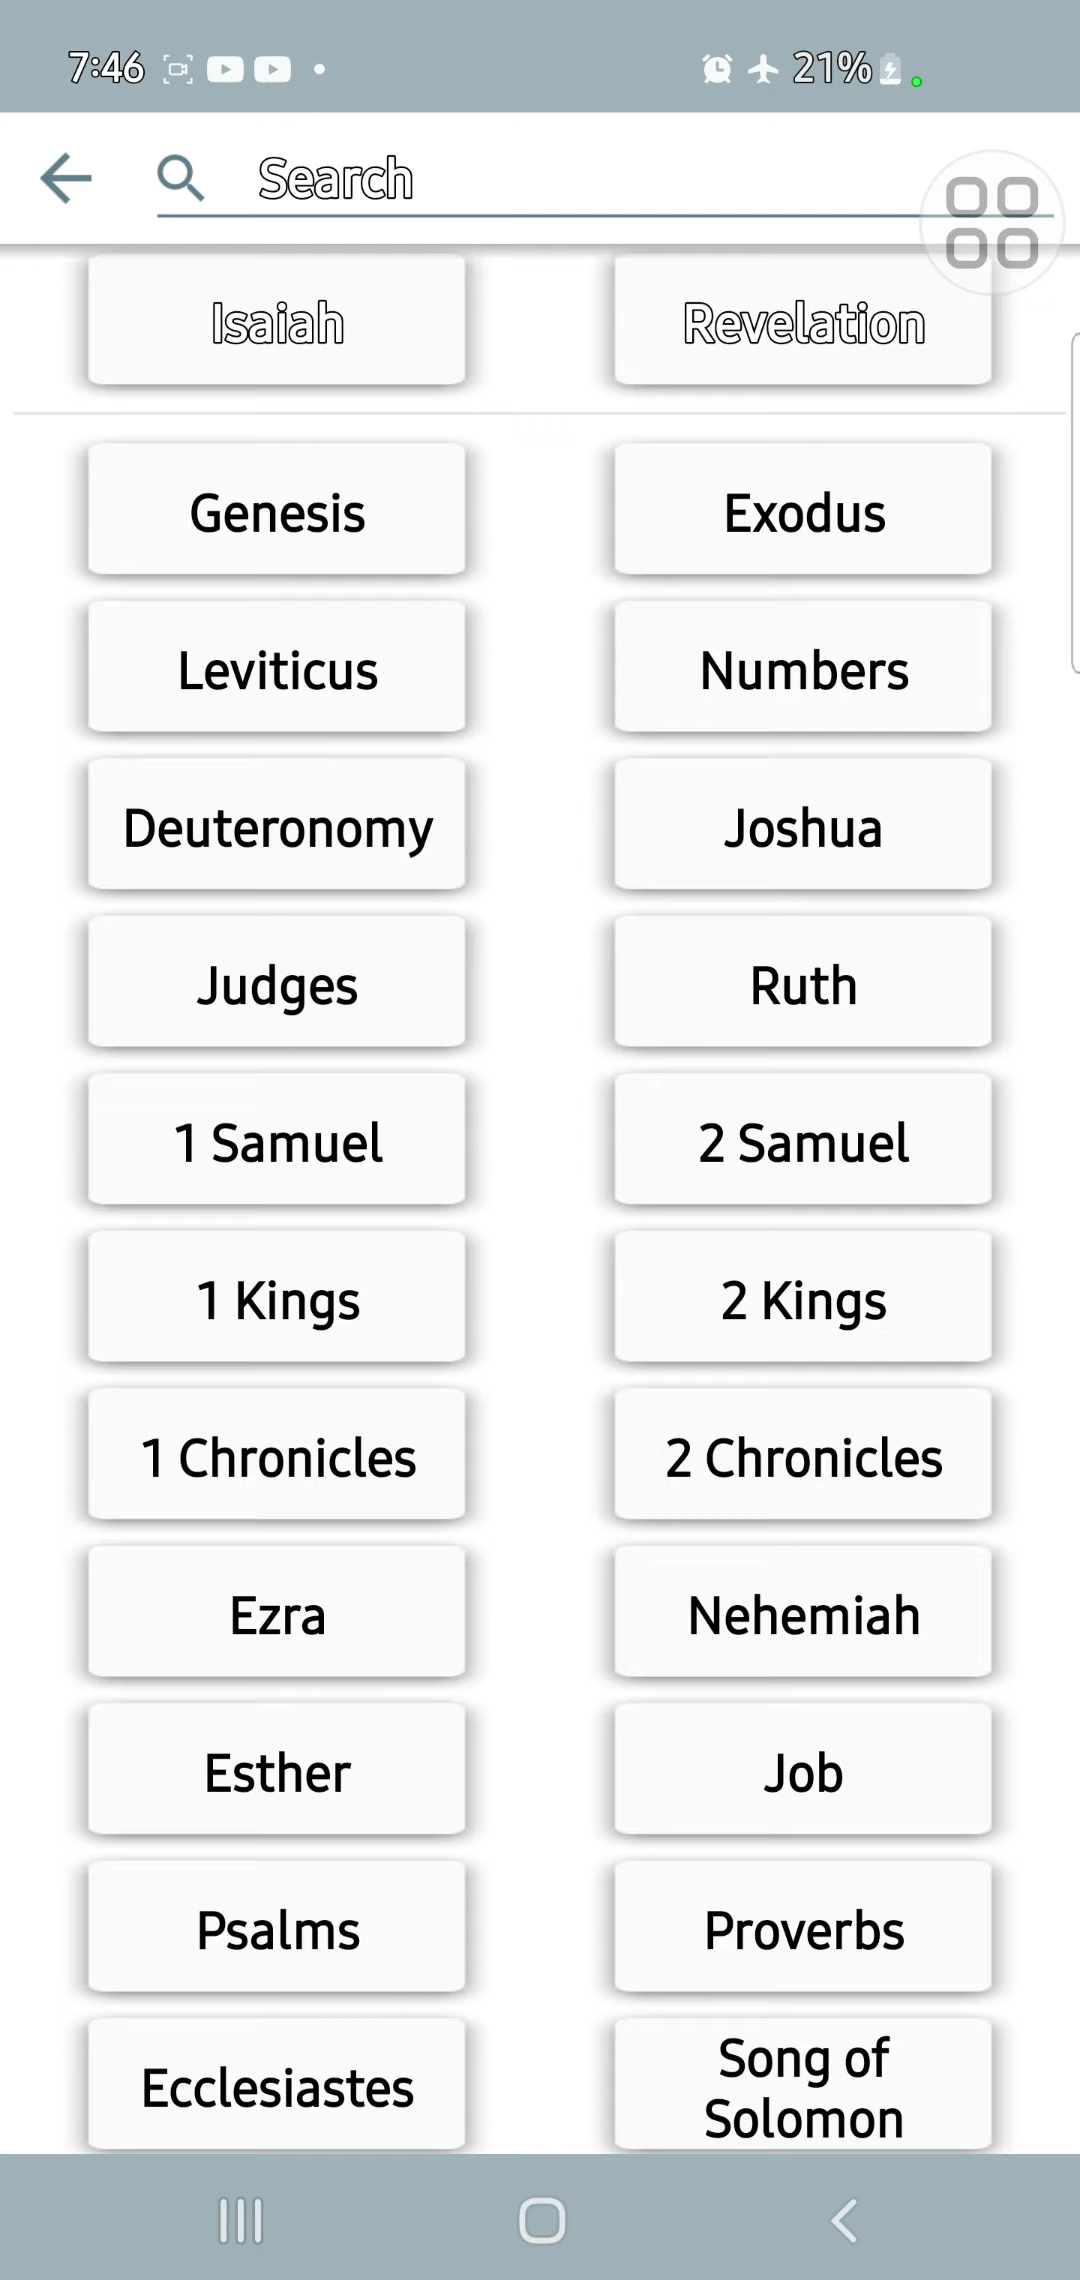 7:46 21%
Search
Isaiah Revelation
Genesis Exodus
Leviticus Numbers
Deuteronomy Joshua
Judges Ruth
1 Samuel 2 Samuel
1 Kings 2 Kings
1 Chronicles 2 Chronicles
Ezra Nehemiah
Esther Job
Psalms Proverbs
Ecclesiastes Song of
Solomon